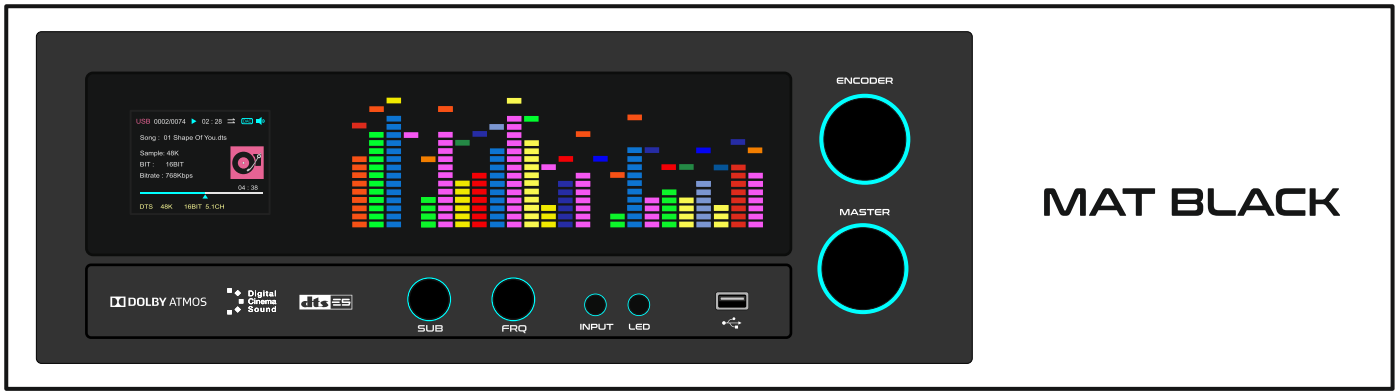 ENCODER
USB 0002/0074 02 : 28
Song : 01 Shape Of You.dts
Sample: 48K
BIT : 16BIT
Bitrate : 768Kbps
04 : 38
DTS 48K 16BIT 5.1CH
MASTER
MAT BLACK
DOLBY ATMOS
Digital
Cinema
Sound
dts ES
SUB
FRQ
INPUT
LED